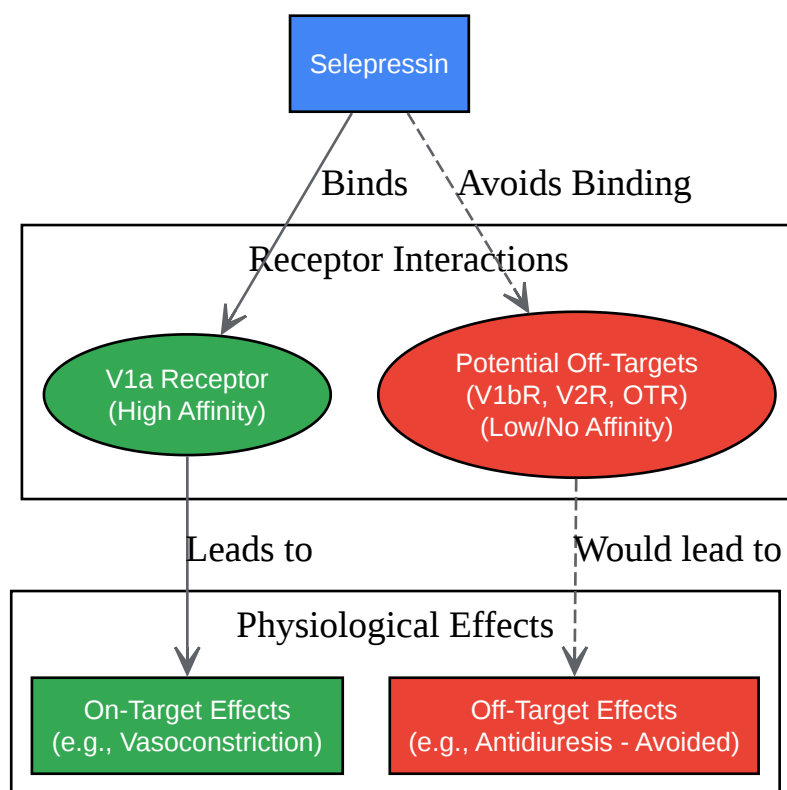 Selepressin
Binds
Avoids Binding
Receptor Interactions
V1a Receptor
(High Affinity)
Potential Off-Targets
(V1bR, V2R, OTR)
(Low/No Affinity)
Leads to
Would lead to
Physiological Effects
On-Target Effects
(e.g., Vasoconstriction)
Off-Target Effects
(e.g., Antidiuresis - Avoided)